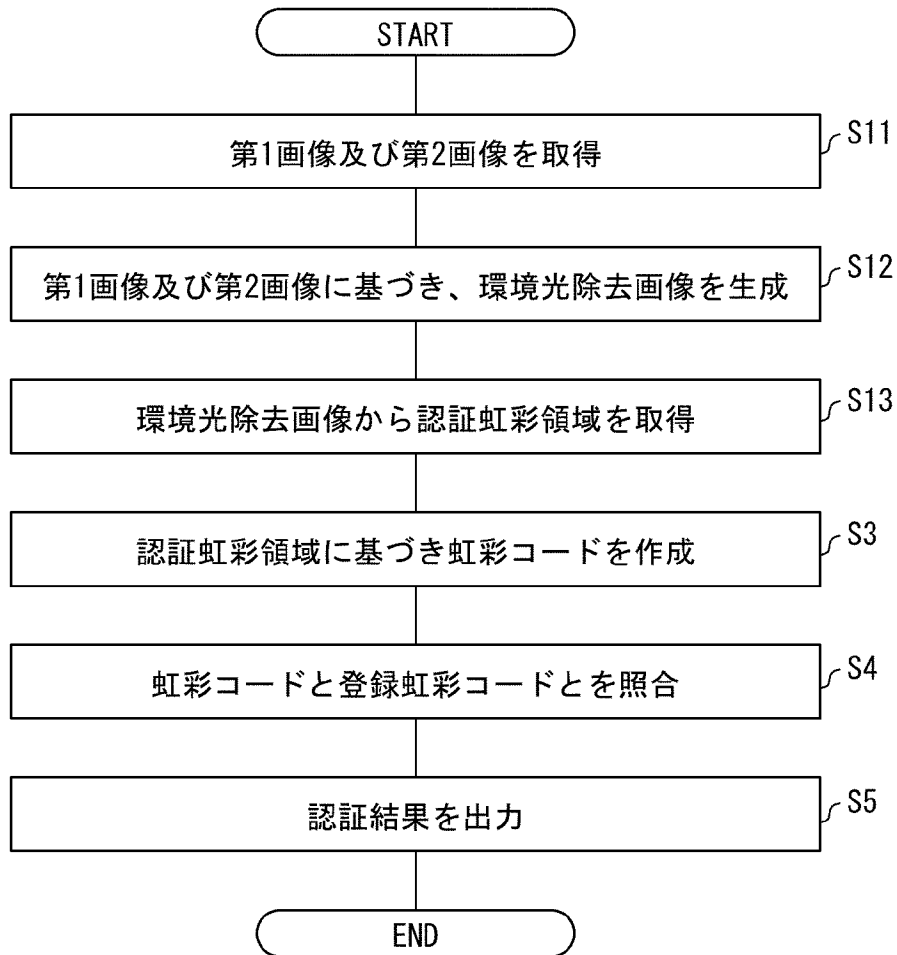 START
第1画像及び第2画像を取得
S11
第1画像及び第2画像に基づき、環境光除去画像を生成
S12
環境光除去画像から認証虹彩領域を取得
S13
認証虹彩領域に基づき虹彩コードを作成
S3
虹彩コードと登録虹彩コードとを照合
S4
認証結果を出力
S5
END